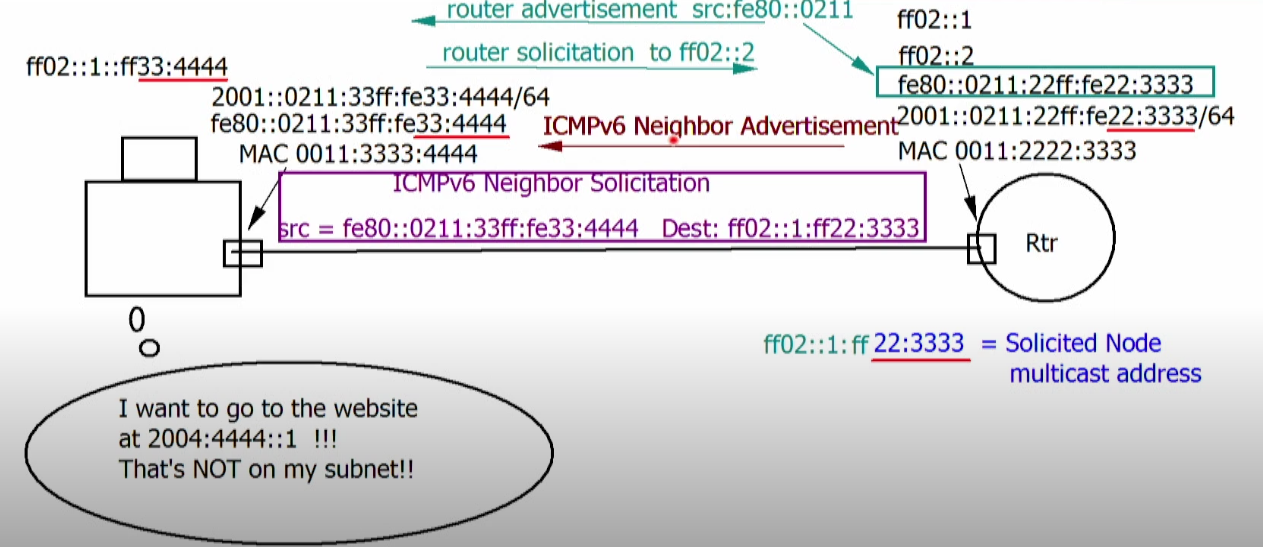 router advertisement src:fe80::0211
router solicitation to ff02::2
ff02::1
ff02::2
fe80::0211:22ff:fe22:3333
2001::0211:22ff:fe22:3333/64
MAC 0011:2222:3333
ff02::1::ff33:4444
2001::0211:33ff:fe33:4444/64
fe80::0211:33ff:fe33:4444
MAC 0011:3333:4444
ICMPv6 Neighbor Advertisement
ICMPv6 Neighbor Solicitation
src = fe80::0211:33ff:fe33:4444 Dest: ff02::1:ff22:3333
Rtr
ff02::1:ff 22:3333 = Solicited Node
multicast address
I want to go to the website
at 2004:4444::1 !!!
That's NOT on my subnet!!